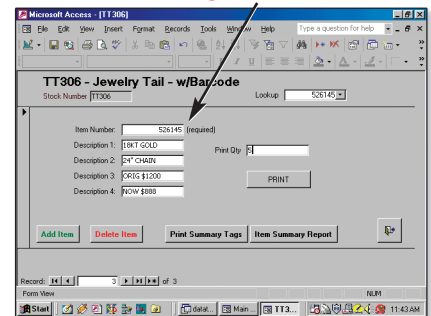 Microsoft Access - [TT306]
File Edit View Insert Format Records Tools Window Help Type a question for help
TT306 - Jewelry Tail - w/Barcode
Stock Number TT306 Lookup 526145
Item Number: 526145 (required)
Description 1: 18KT GOLD
Print Qty 5
Description 2: 24" CHAIN
Description 3: ORIG $1200
PRINT
Description 4: NOW $888
Add Item Delete Item Print Summary Tags Item Summary Report
Record: 3 of 3
Form View NUM
Start datat... Main ... TT3... 11:43 AM